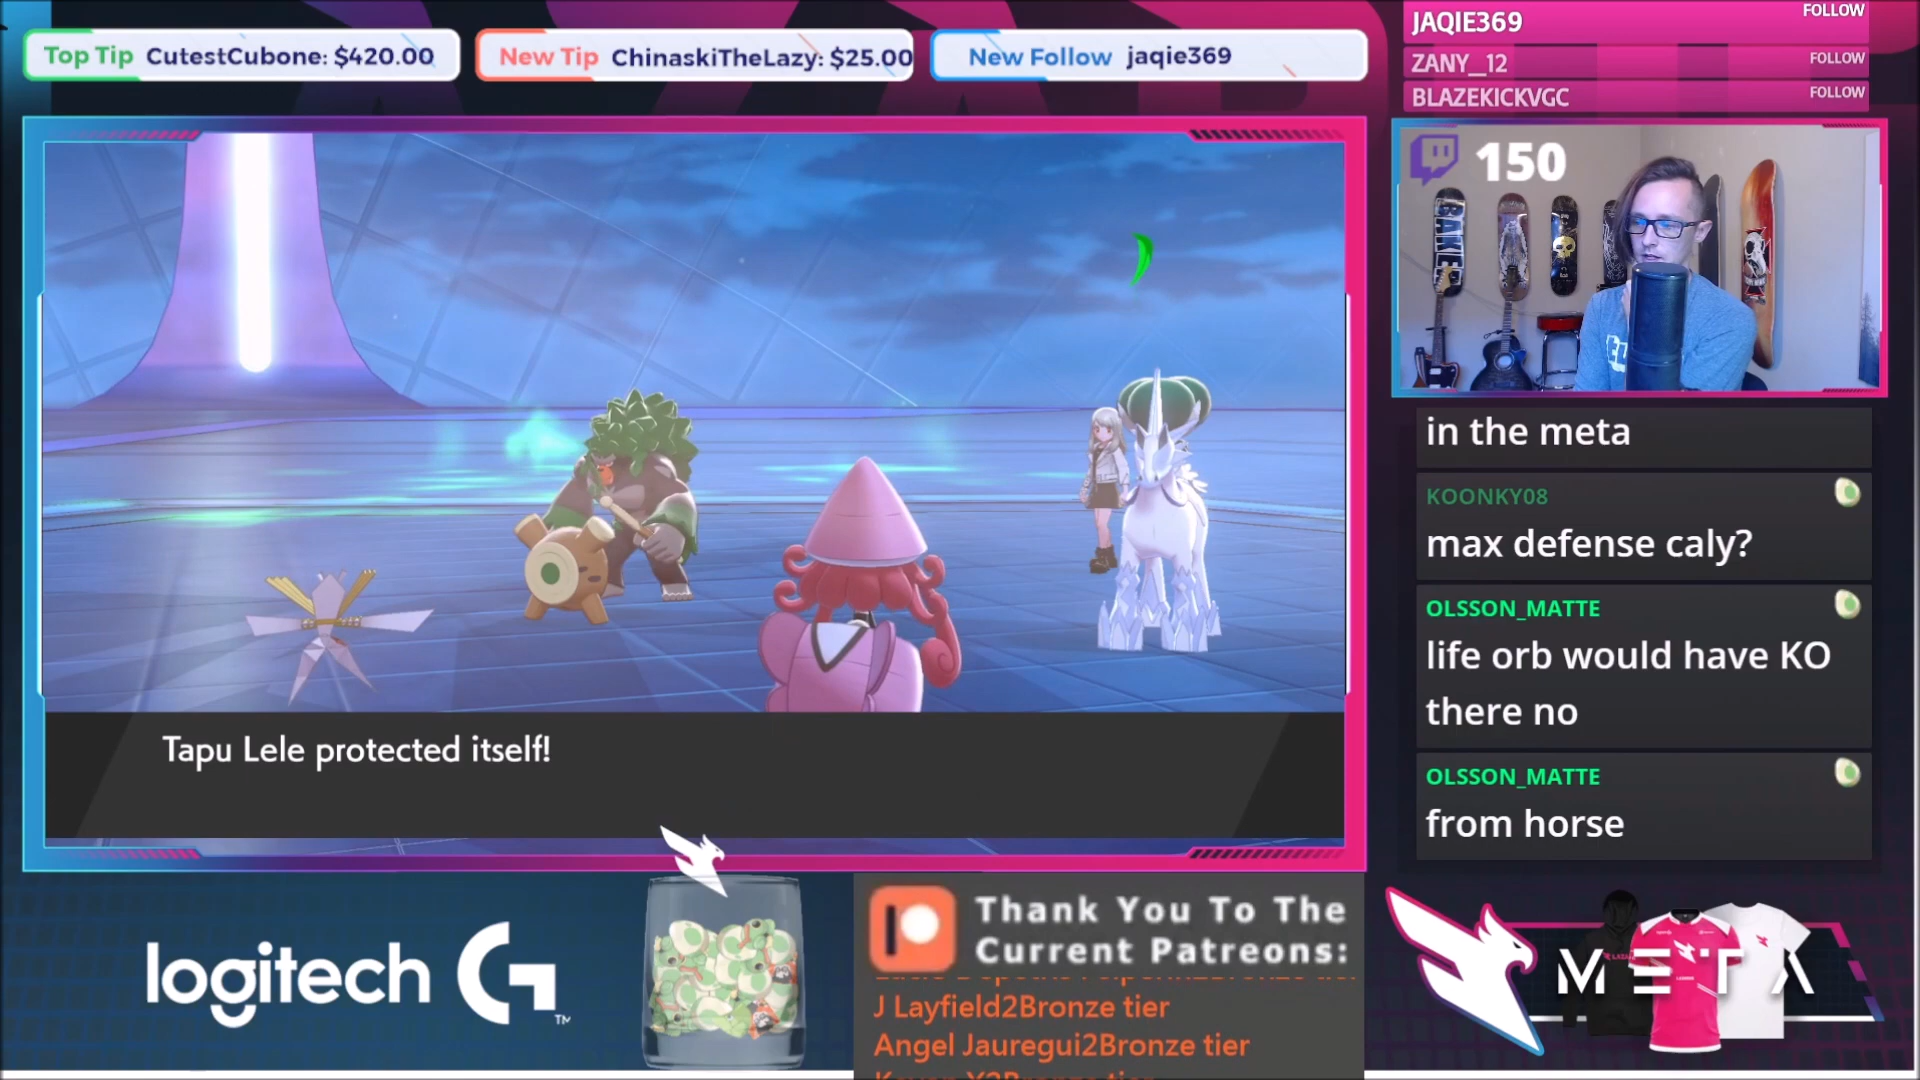 Top Tip CutestCubone: $420.00
New Tip ChinaskiTheLazy: $25.00
New Follow jaqie369
JAQIE369 FOLLOW
ZANY_12 FOLLOW
BLAZEKICKVGC FOLLOW
150
Tapu Lele protected itself!
in the meta
KOONKY08
max defense caly?
OLSSON_MATTE
life orb would have KO
there no
OLSSON_MATTE
from horse
logitech G
TM
Thank You To The
Current Patreons:
J Layfield2Bronze tier
Angel Jauregui2Bronze tier
META